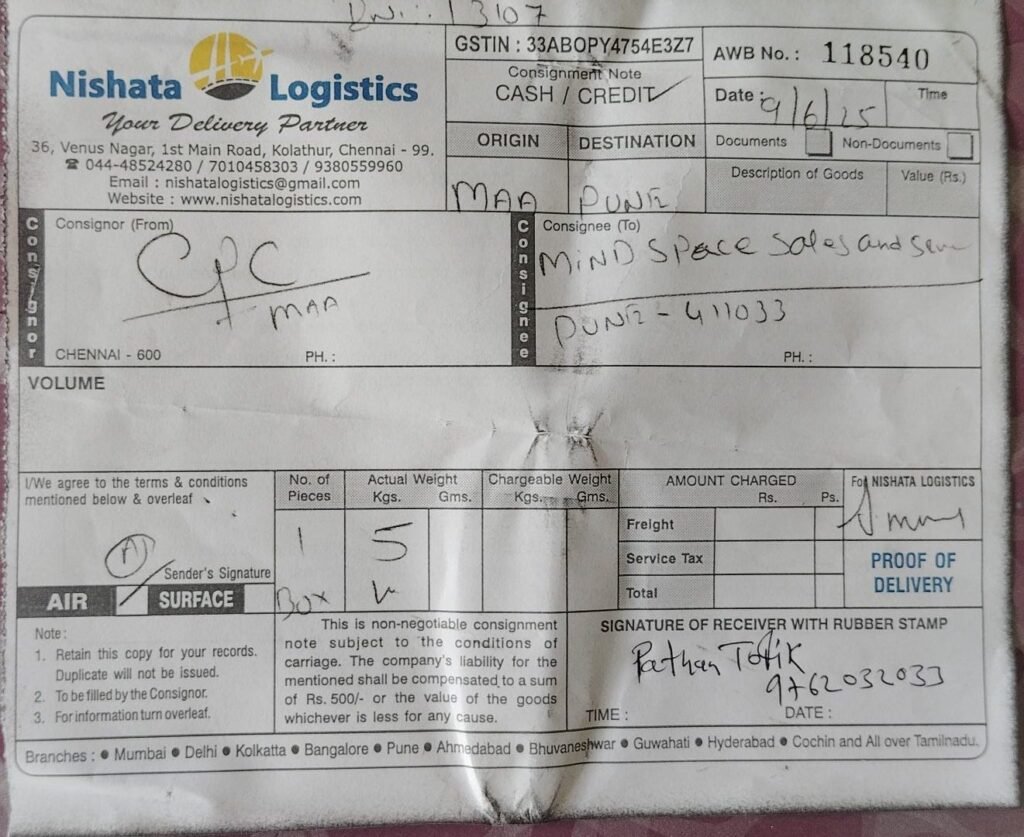 13107
Nishata Logistics
Your Delivery Partner
36, Venus Nagar, 1st Main Road, Kolathur, Chennai - 99.
☎ 044-48524280 / 7010458303 / 9380559960
Email : nishatalogistics@gmail.com
Website : www.nishatalogistics.com
GSTIN : 33ABOPY4754E3Z7
Consignment Note
CASH / CREDIT ✓
AWB No. : 118540
Date : 9/6/25 Time
ORIGIN DESTINATION
MAA PUNE
Documents Non-Documents
Description of Goods Value (Rs.)
Consignor
Consignor (From)
CPC
MAA
CHENNAI - 600 PH. :
Consignee
Consignee (To)
MIND SPace Sales and
PUNE - 411033
PH. :
VOLUME
I/We agree to the terms & conditions
mentioned below & overleaf
Sender's Signature
AIR / SURFACE
No. of Pieces
1
Box
Actual Weight
Kgs. Gms.
5
Chargeable Weight
Kgs. Gms.
AMOUNT CHARGED
Rs. Ps.
Freight
Service Tax
Total
For NISHATA LOGISTICS
PROOF OF
DELIVERY
Note :
1. Retain this copy for your records.
Duplicate will not be issued.
2. To be filled by the Consignor.
3. For information turn overleaf.
This is non-negotiable consignment
note subject to the conditions of
carriage. The company's liability for the
mentioned shall be compensated to a sum
of Rs. 500/- or the value of the goods
whichever is less for any cause.
SIGNATURE OF RECEIVER WITH RUBBER STAMP
Pathan Tofik
9762032033
TIME : DATE :
Branches : ● Mumbai ● Delhi ● Kolkatta ● Bangalore ● Pune ● Ahmedabad ● Bhuvaneshwar ● Guwahati ● Hyderabad ● Cochin and All over Tamilnadu.